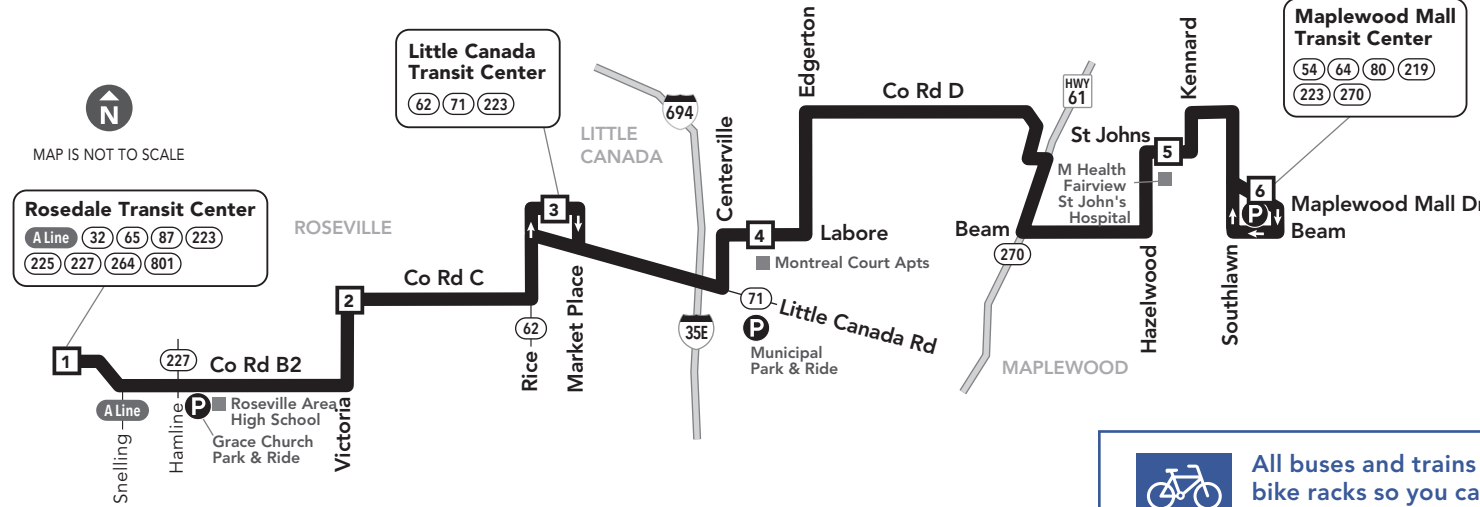 N
MAP IS NOT TO SCALE
Rosedale Transit Center
A Line 32 65 87 223
225 227 264 801
1
Snelling
A Line
Hamline
227
P
Roseville Area
High School
Grace Church
Park & Ride
Co Rd B2
Victoria
2
ROSEVILLE
Co Rd C
Little Canada
Transit Center
62 71 223
3
Rice
62
Market Place
LITTLE
CANADA
694
35E
Centerville
4
Labore
Montreal Court Apts
71
Little Canada Rd
P
Municipal
Park & Ride
Edgerton
Co Rd D
HWY
61
Beam
270
MAPLEWOOD
St Johns
5
M Health
Fairview
St John's
Hospital
Hazelwood
Kennard
Southlawn
Maplewood Mall
Transit Center
54 64 80 219
223 270
6
P
Maplewood Mall Dr
Beam
All buses and trains
bike racks so you ca